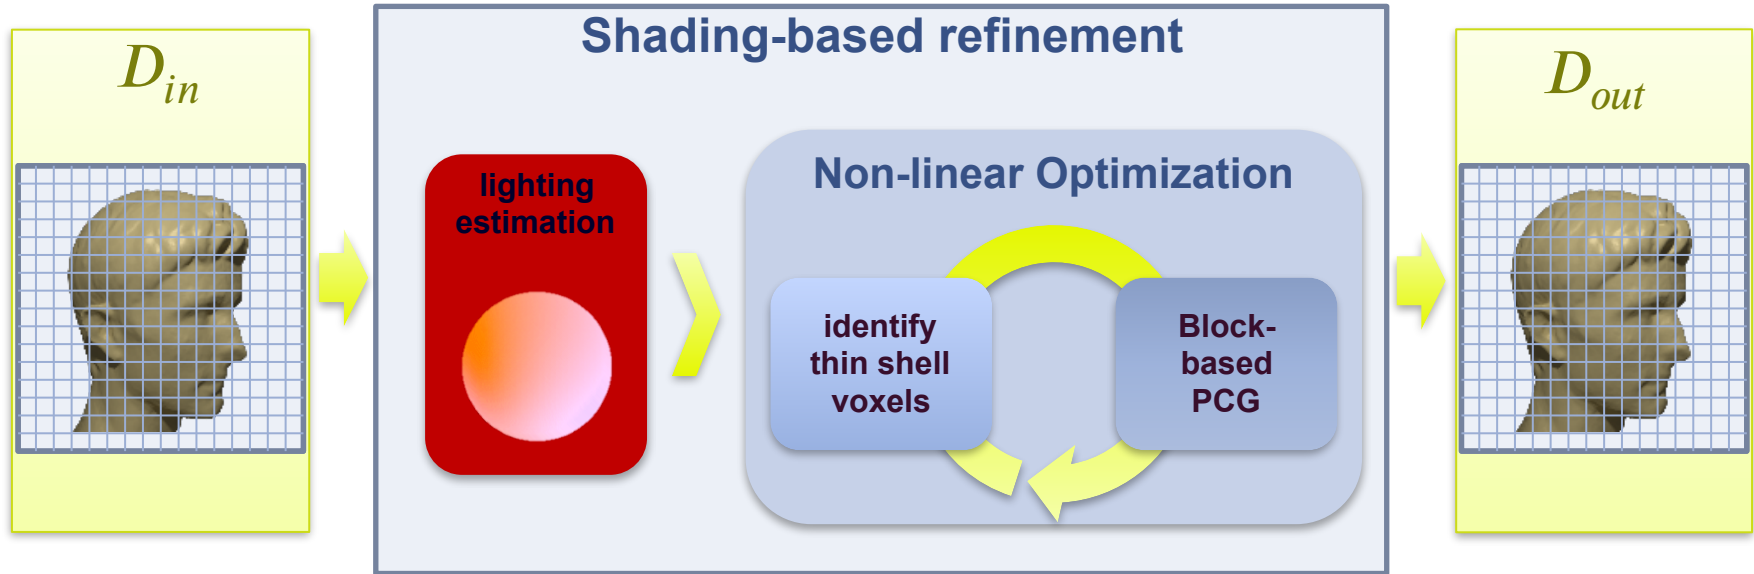 D_in
Shading-based refinement
lighting
estimation
Non-linear Optimization
identify
thin shell
voxels
Block-
based
PCG
D_out